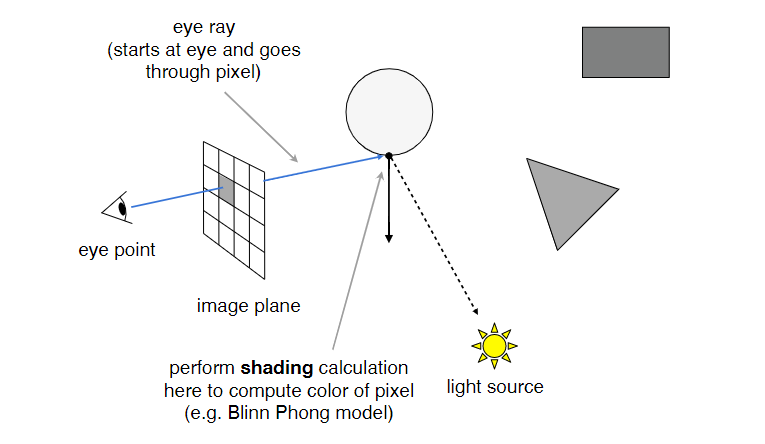 eye ray
(starts at eye and goes
through pixel)
eye point
image plane
perform shading calculation
here to compute color of pixel
(e.g. Blinn Phong model)
light source